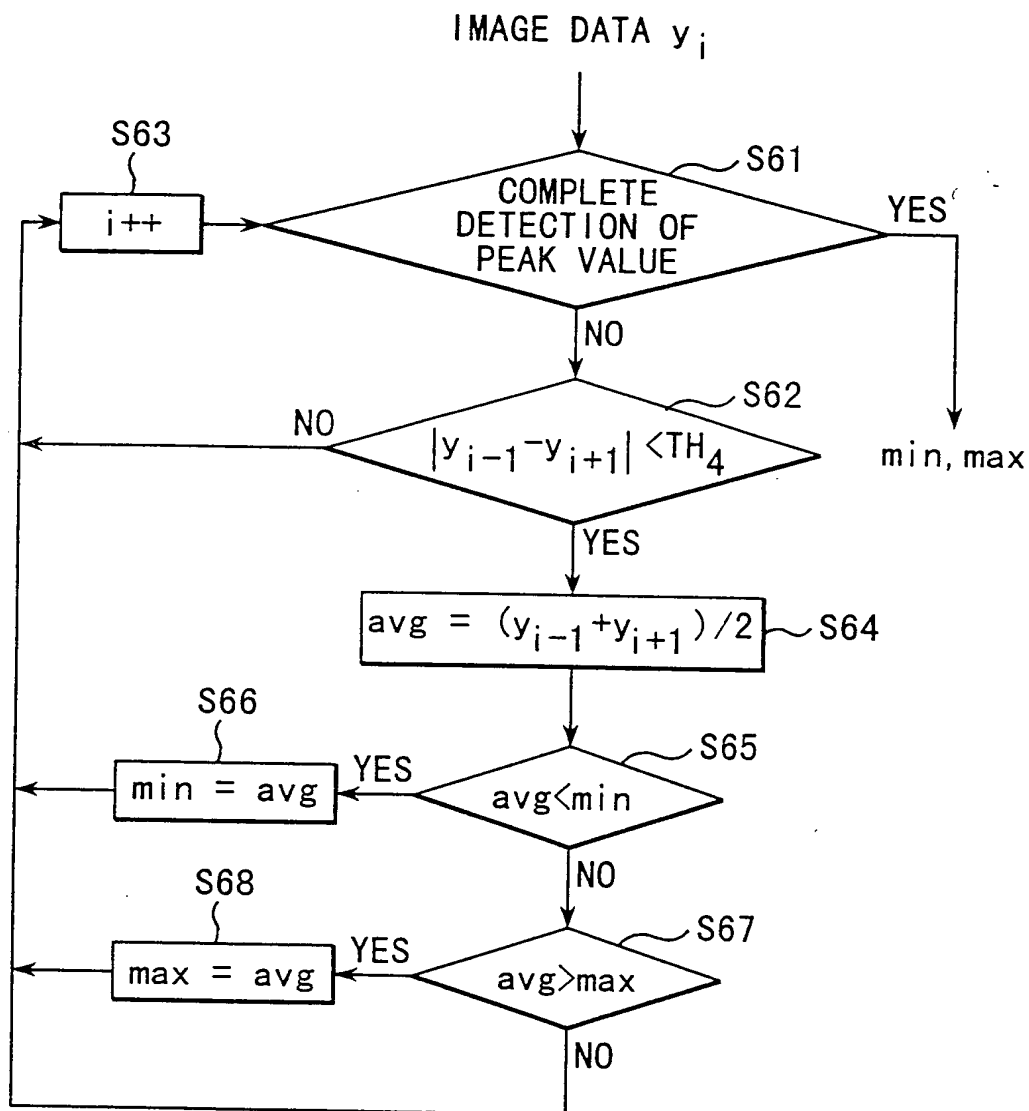 IMAGE DATA y_i
S63
S61
i++
COMPLETE
DETECTION OF
PEAK VALUE
YES
NO
S62
NO
|y_{i-1}-y_{i+1}|<TH_4
min,max
YES
avg = (y_{i-1}+y_{i+1})/2
S64
S66
S65
YES
min = avg
avg<min
NO
S68
S67
YES
max = avg
avg>max
NO